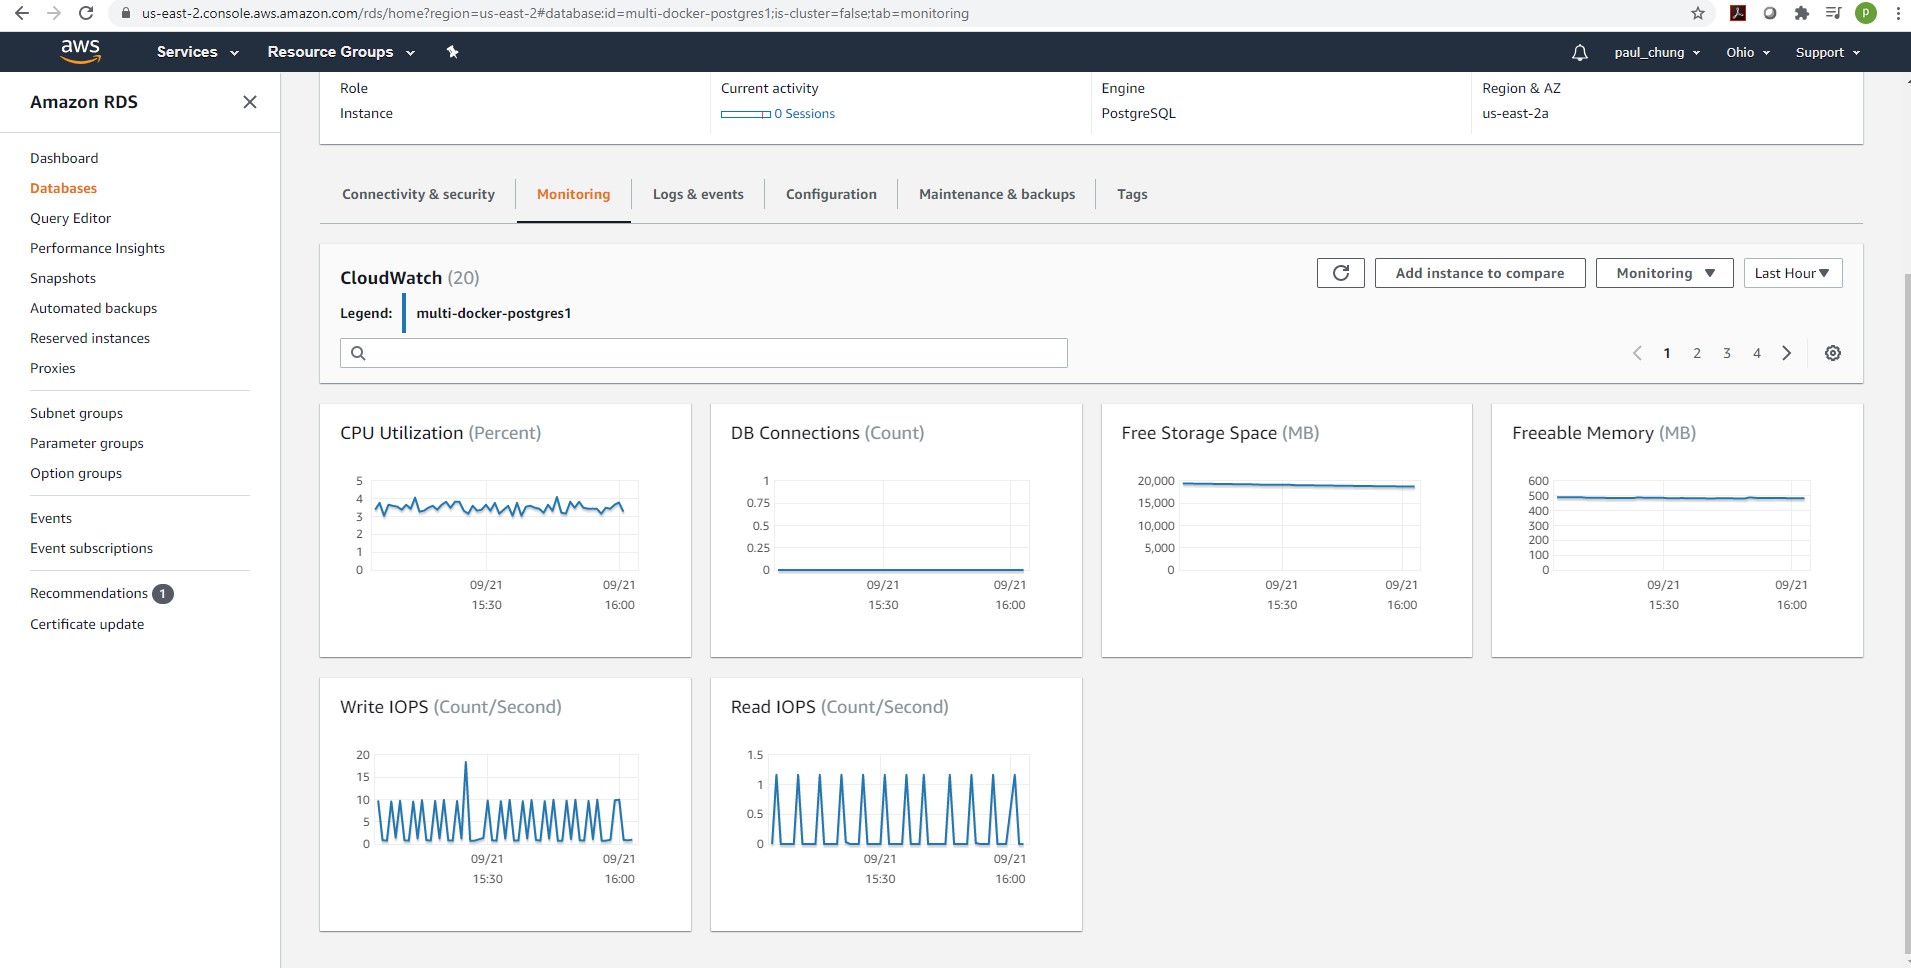 us-east-2.console.aws.amazon.com/rds/home?region=us-east-2#database:id=multi-docker-postgres1;is-cluster=false;tab=monitoring
P
aws
Services
Resource Groups
paul_chung
Ohio
Support
Amazon RDS
Dashboard
Databases
Query Editor
Performance Insights
Snapshots
Automated backups
Reserved instances
Proxies
Subnet groups
Parameter groups
Option groups
Events
Event subscriptions
Recommendations 1
Certificate update
Role
Instance
Current activity
0 Sessions
Engine
PostgreSQL
Region & AZ
us-east-2a
Connectivity & security
Monitoring
Logs & events
Configuration
Maintenance & backups
Tags
CloudWatch (20)
Add instance to compare
Monitoring
Last Hour
Legend:
multi-docker-postgres1
1 2 3 4
CPU Utilization (Percent)
5
4
3
2
1
0
09/21
15:30
09/21
16:00
DB Connections (Count)
1
0.75
0.5
0.25
0
09/21
15:30
09/21
16:00
Free Storage Space (MB)
20,000
15,000
10,000
5,000
0
09/21
15:30
09/21
16:00
Freeable Memory (MB)
600
500
400
300
200
100
0
09/21
15:30
09/21
16:00
Write IOPS (Count/Second)
20
15
10
5
0
09/21
15:30
09/21
16:00
Read IOPS (Count/Second)
1.5
1
0.5
0
09/21
15:30
09/21
16:00